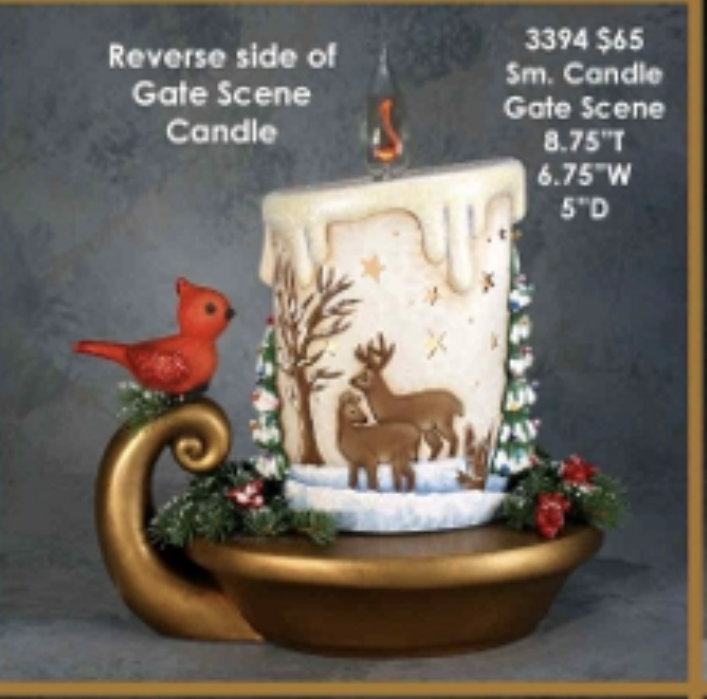 Reverse side of
Gate Scene
Candle
3394 $65
Sm. Candle
Gate Scene
8.75"T
6.75"W
5"D